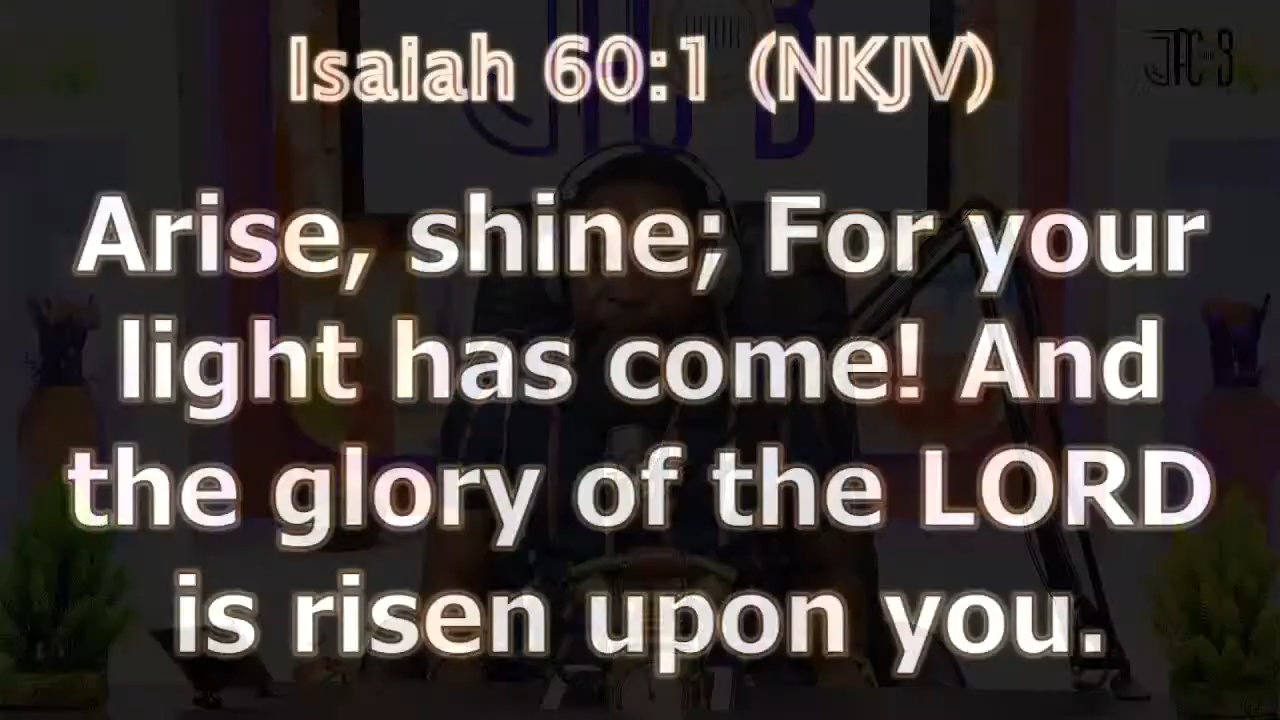 Isaiah 60:1 (NKJV)
Arise, shine; For your
light has come! And
the glory of the LORD
is risen upon you.